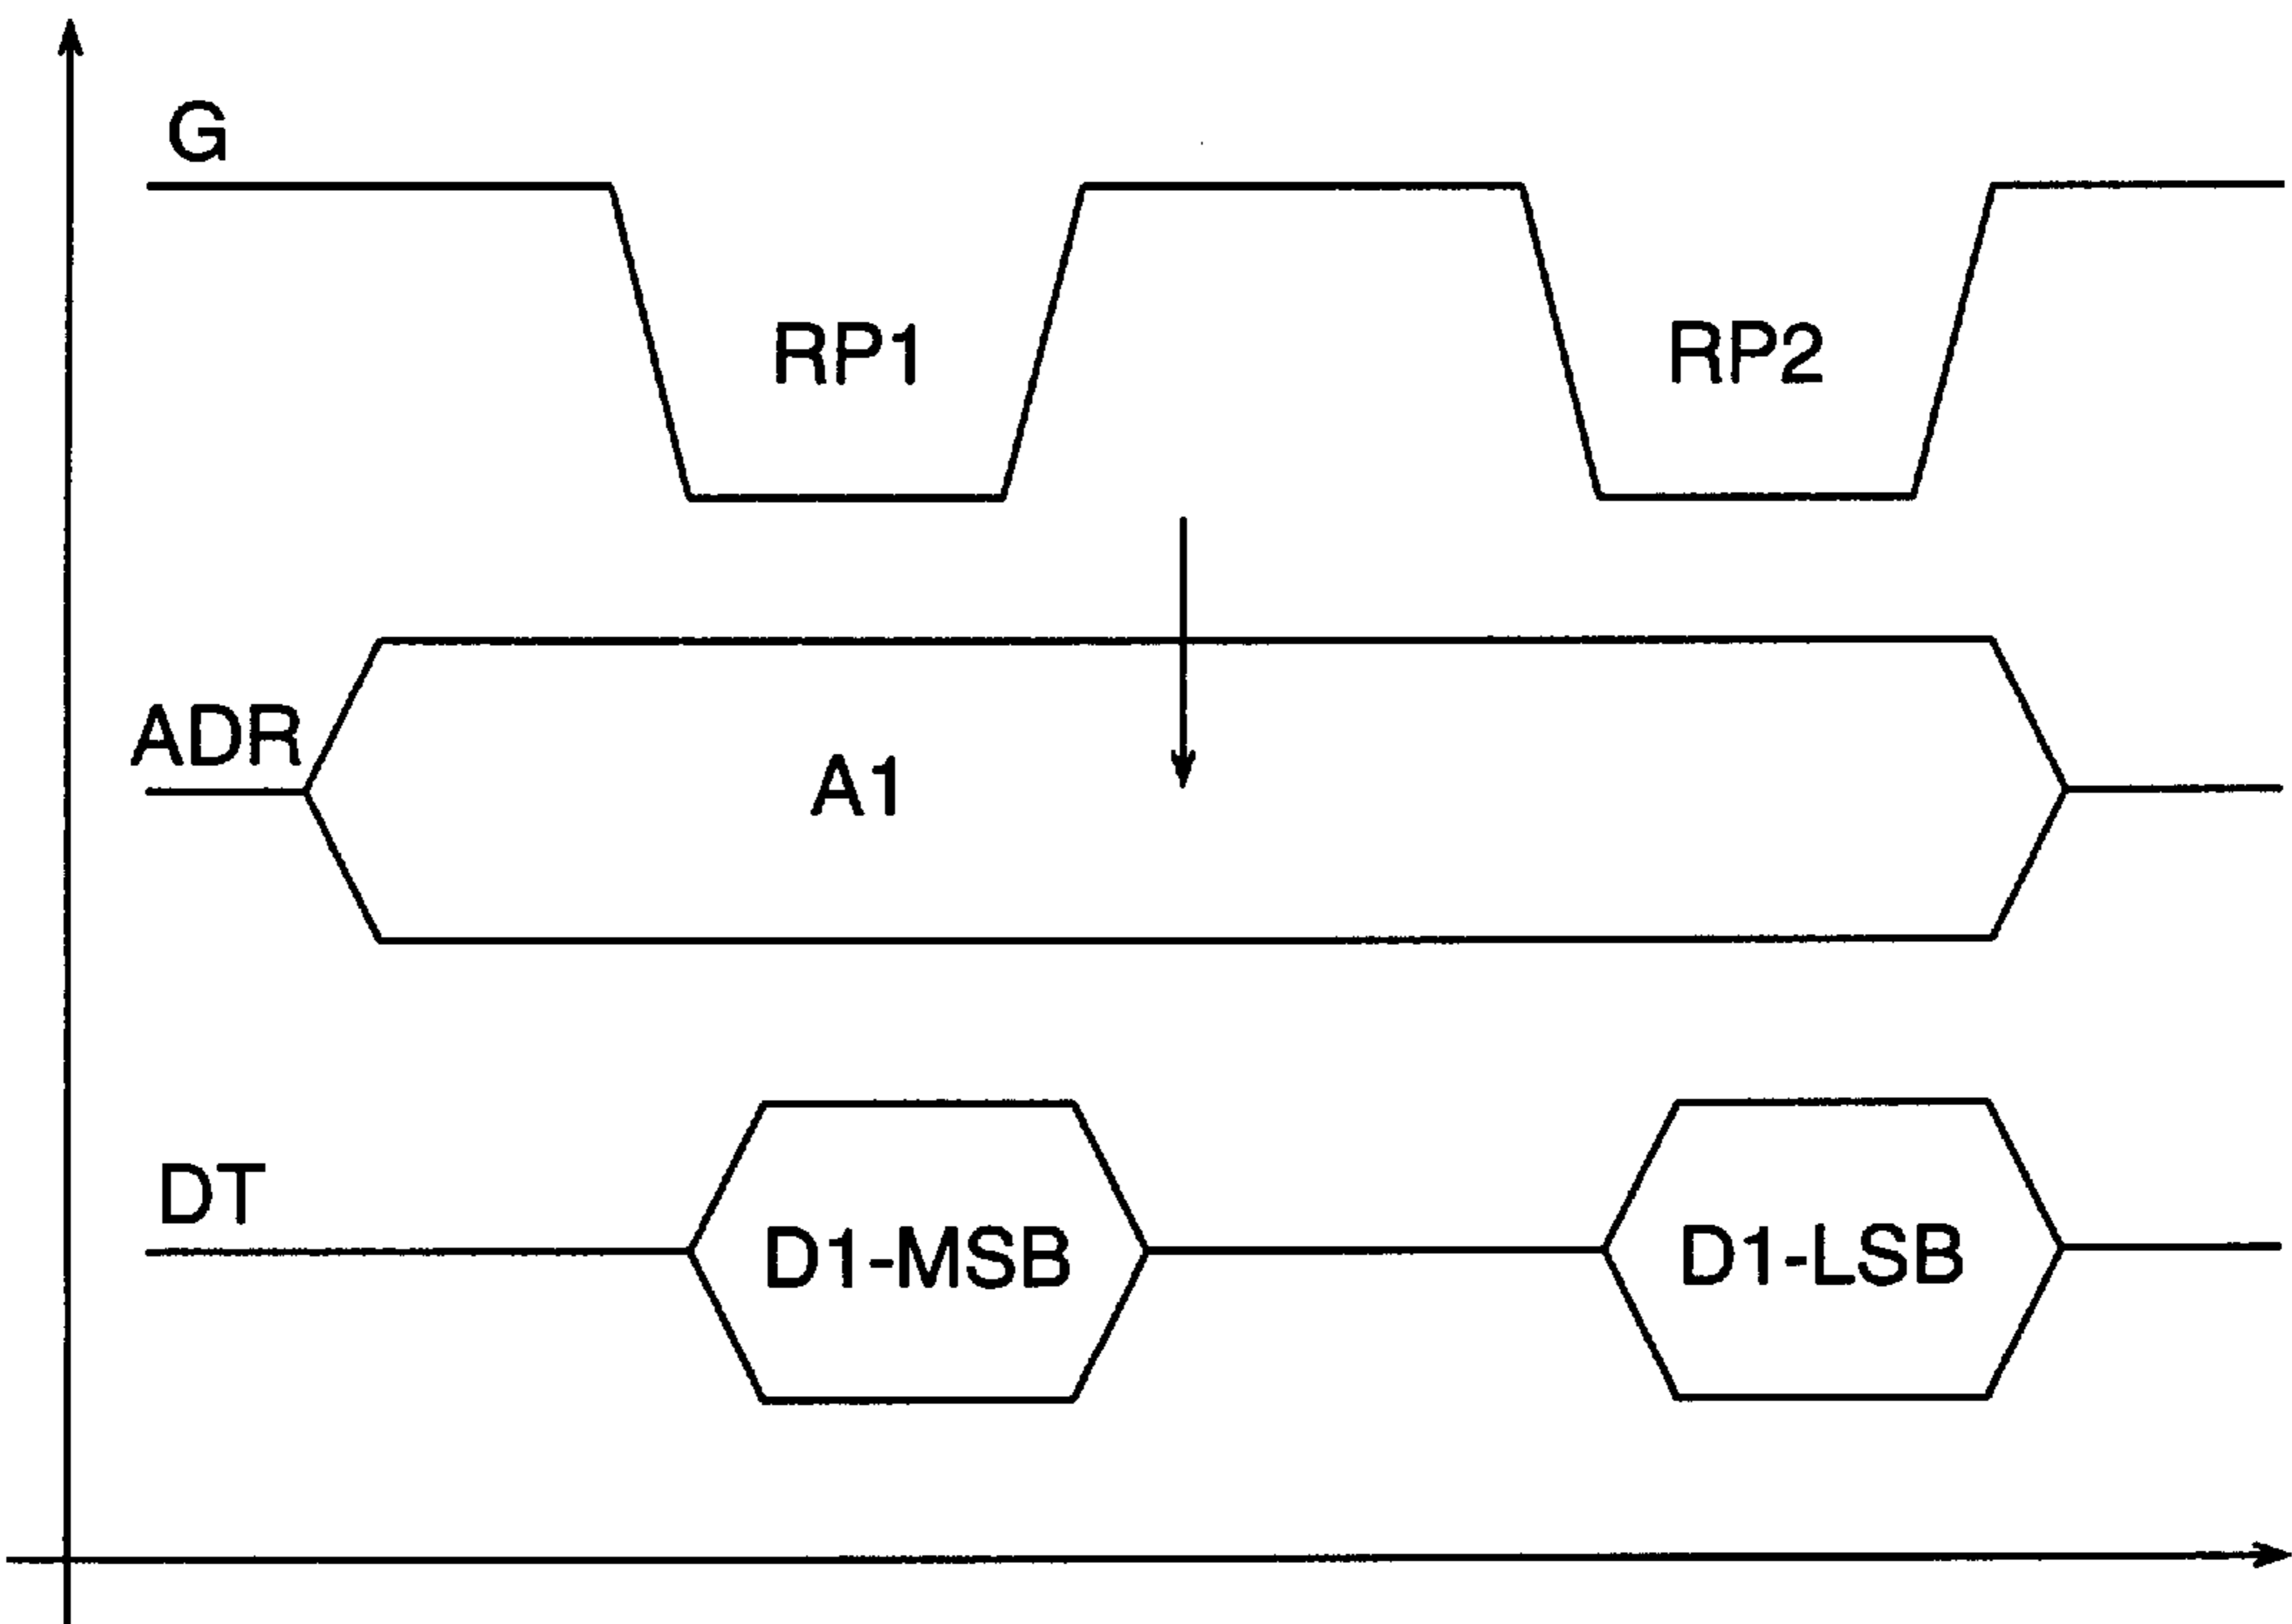 G
RP1
RP2
ADR
A1
DT
D1-MSB
D1-LSB